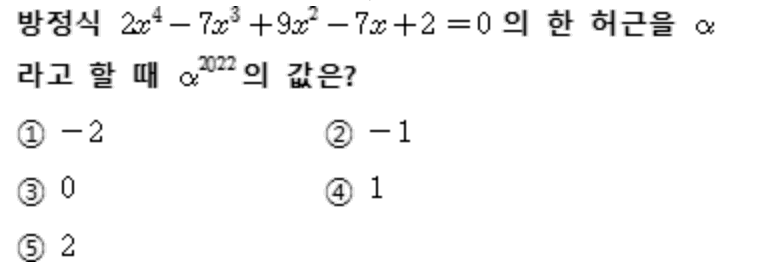 방정식 2x⁴ − 7x³ + 9x² − 7x + 2 = 0 의 한 허근을 α
라고 할 때 α²⁰²² 의 값은?
① −2 ② −1
③ 0 ④ 1
⑤ 2